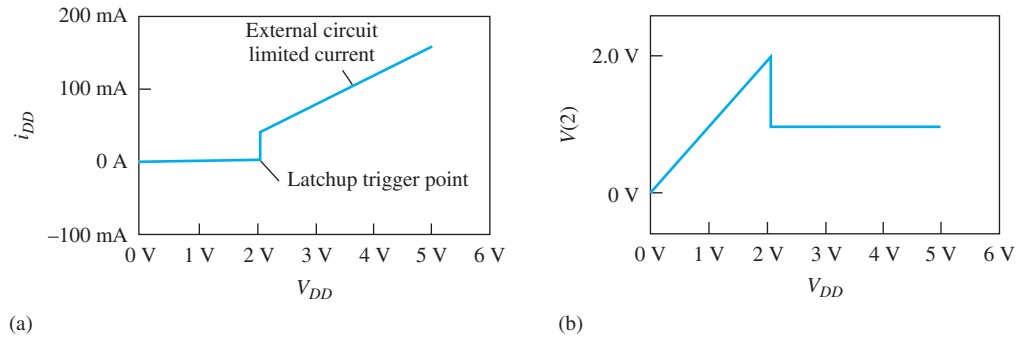 200 mA
External circuit
limited current
100 mA
i_DD
0 A
Latchup trigger point
−100 mA
0 V 1 V 2 V 3 V 4 V 5 V 6 V
V_DD
(a)
2.0 V
V(2)
0 V
0 V 1 V 2 V 3 V 4 V 5 V 6 V
V_DD
(b)